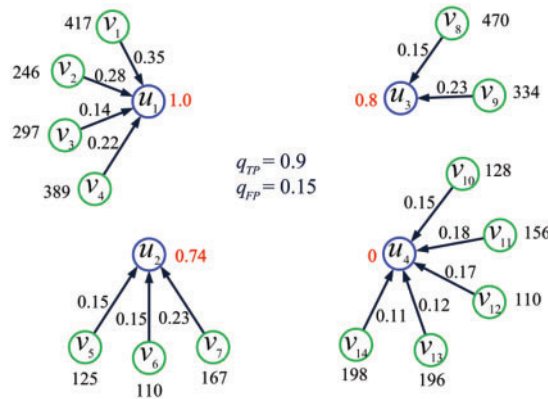 417 v₁
0.35
246 v₂ 0.28
u₁ 1.0
297 v₃ 0.14
0.22
389 v₄
v₈ 470
0.15
0.8 u₃ 0.23 v₉ 334
q_TP = 0.9
q_FP = 0.15
u₂ 0.74
0.15 0.15 0.23
v₅ v₆ v₇
125 110 167
v₁₀ 128
0.15
0 u₄ 0.18 v₁₁ 156
0.17
v₁₂ 110
0.11 0.12
v₁₄ v₁₃
198 196